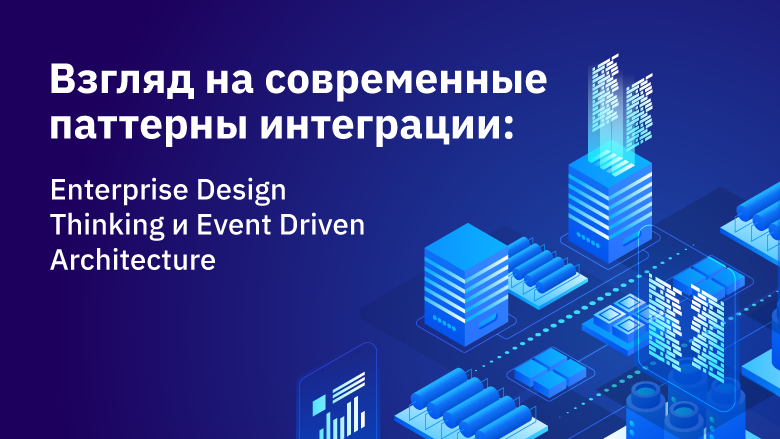 Взгляд на современные
паттерны интеграции:
Enterprise Design
Thinking и Event Driven
Architecture